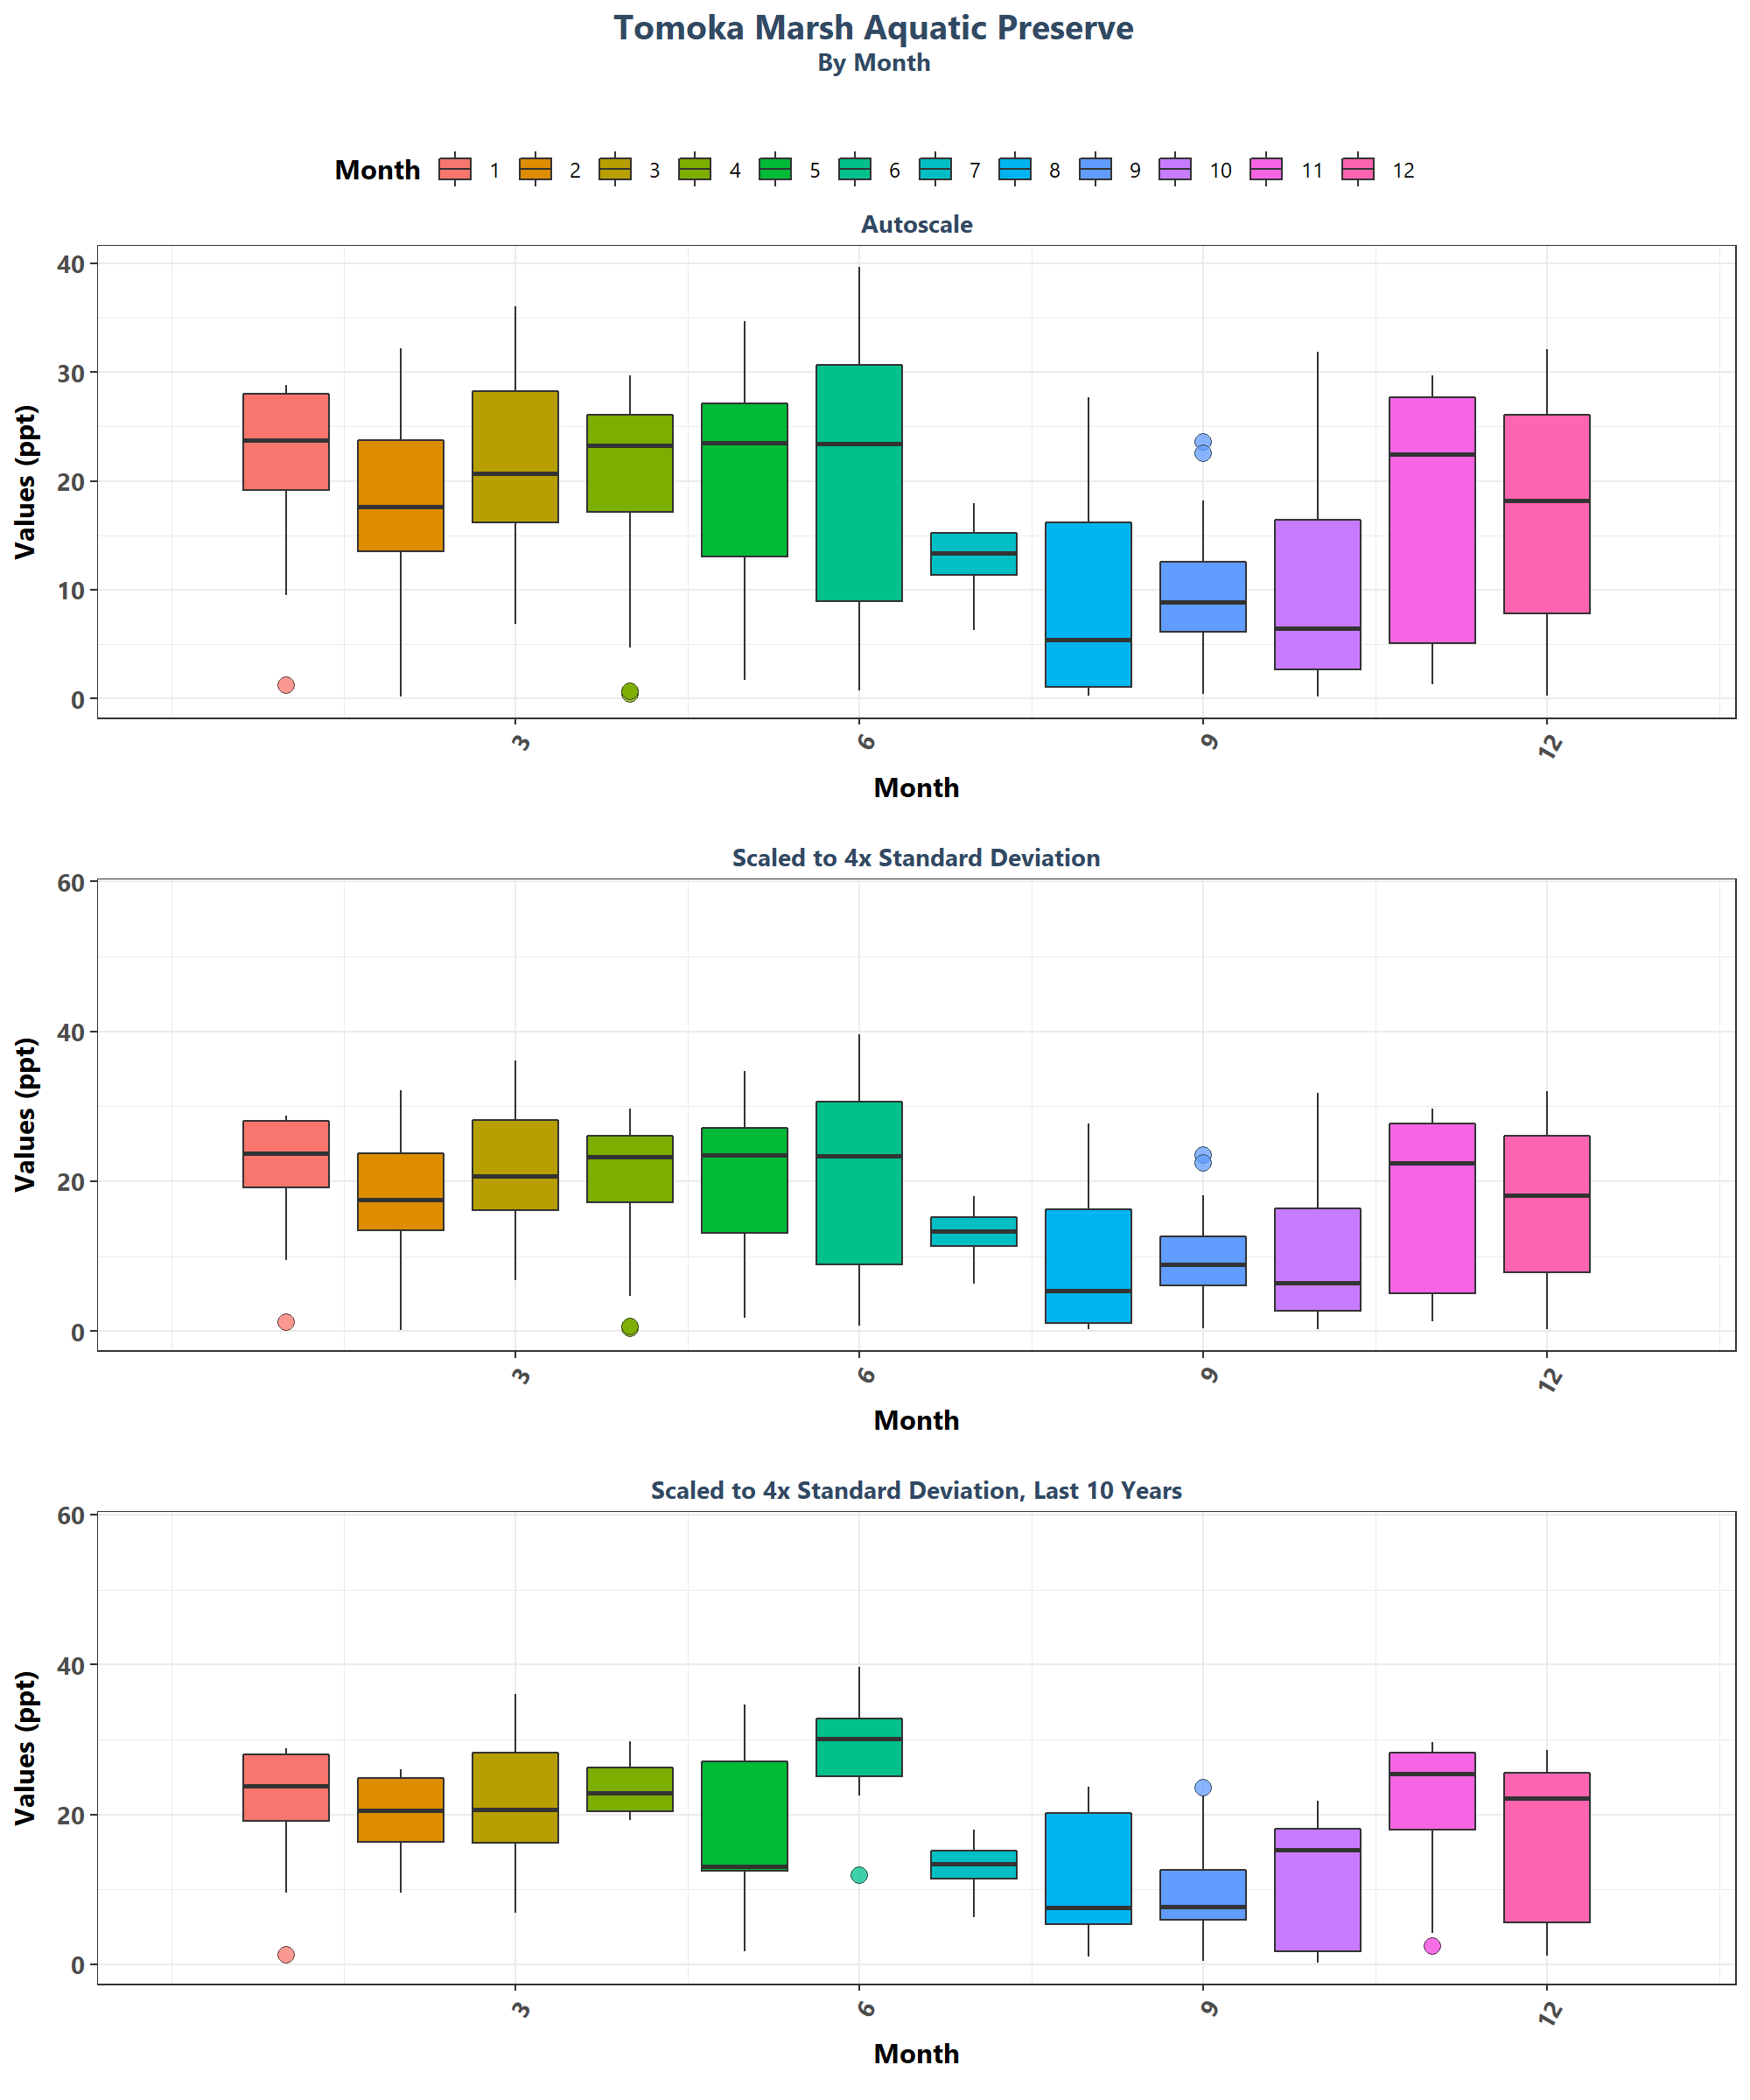 Tomoka Marsh Aquatic Preserve
By Month
Month 1 2 3 4 5 6 7 8 9 10 11 12
Autoscale
40
30
20
10
0
Values (ppt)
3 6 9 12
Month
Scaled to 4x Standard Deviation
60
40
20
0
Values (ppt)
3 6 9 12
Month
Scaled to 4x Standard Deviation, Last 10 Years
60
40
20
0
Values (ppt)
3 6 9 12
Month